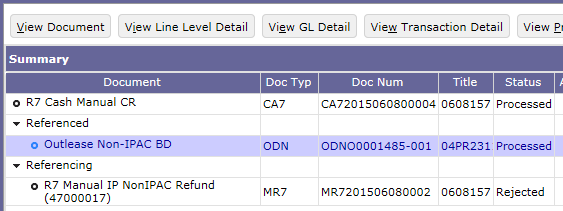 View Document View Line Level Detail View GL Detail View Transaction Detail View Pr
Summary
Document Doc Typ Doc Num Title Status
R7 Cash Manual CR CA7 CA72015060800004 0608157 Processed
Referenced
Outlease Non-IPAC BD ODN ODNO0001485-001 04PR231 Processed
Referencing
R7 Manual IP NonIPAC Refund
(47000017) MR7 MR7201506080002 0608157 Rejected